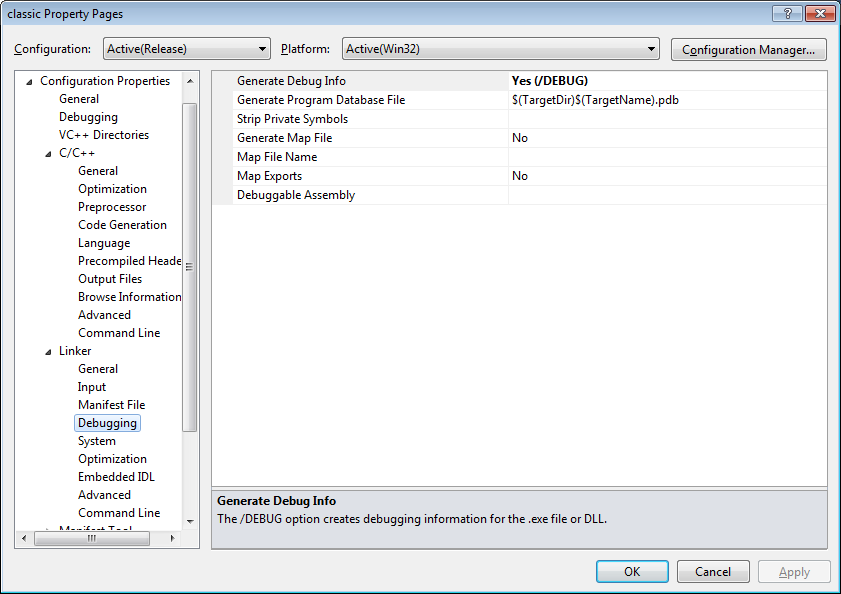 classic Property Pages
Configuration: Active(Release) Platform: Active(Win32) Configuration Manager...
Configuration Properties
General
Debugging
VC++ Directories
C/C++
General
Optimization
Preprocessor
Code Generation
Language
Precompiled Heade
Output Files
Browse Information
Advanced
Command Line
Linker
General
Input
Manifest File
Debugging
System
Optimization
Embedded IDL
Advanced
Command Line
Manifest Tool
Generate Debug Info Yes (/DEBUG)
Generate Program Database File $(TargetDir)$(TargetName).pdb
Strip Private Symbols
Generate Map File No
Map File Name
Map Exports No
Debuggable Assembly
Generate Debug Info
The /DEBUG option creates debugging information for the .exe file or DLL.
OK Cancel Apply